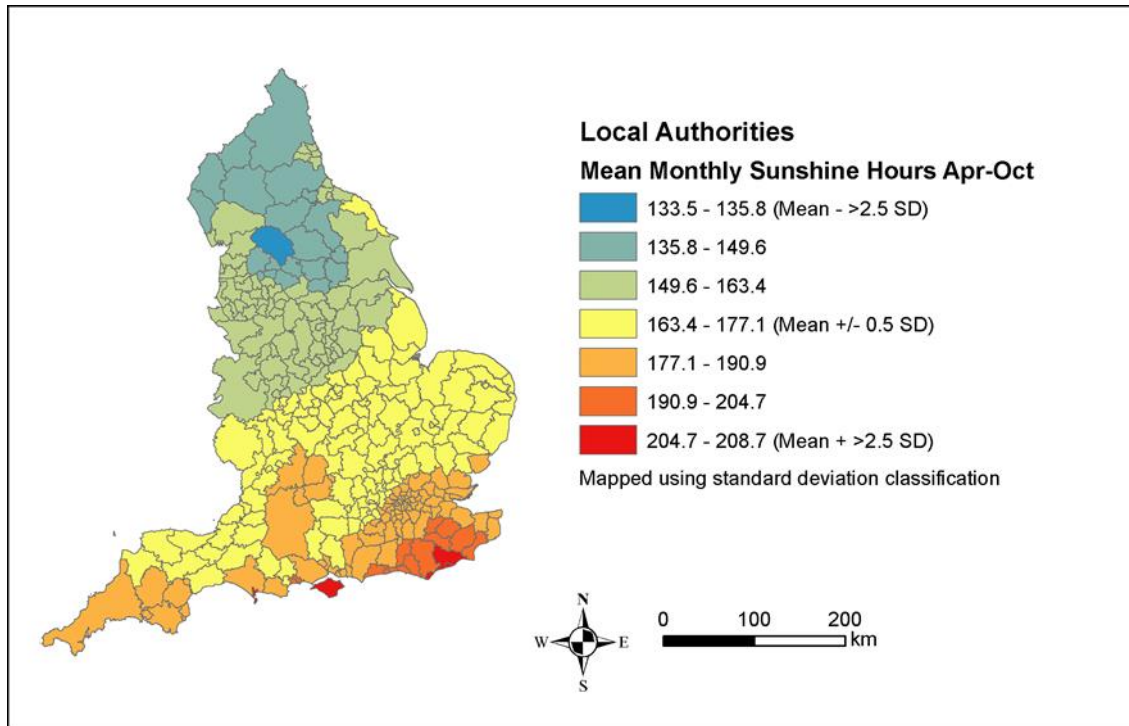 Local Authorities
Mean Monthly Sunshine Hours Apr-Oct
133.5 - 135.8 (Mean - >2.5 SD)
135.8 - 149.6
149.6 - 163.4
163.4 - 177.1 (Mean +/- 0.5 SD)
177.1 - 190.9
190.9 - 204.7
204.7 - 208.7 (Mean + >2.5 SD)
Mapped using standard deviation classification
N
W E
S
0 100 200
km